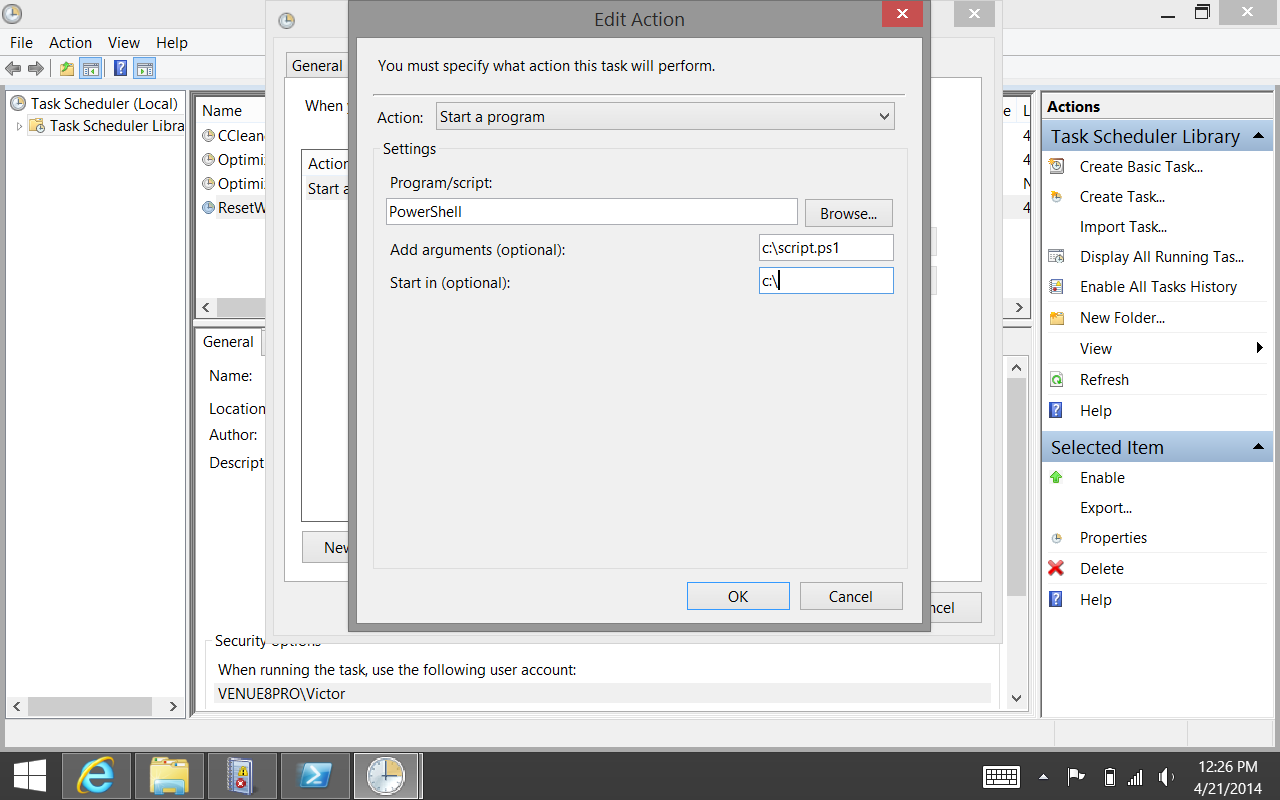 Edit Action
File Action View Help
Task Scheduler (Local)
Task Scheduler Libra
Name
CClean
Optimi
Optimi
ResetW
General
When
Action
Start a
New
You must specify what action this task will perform.
Action: Start a program
Settings
Program/script:
PowerShell
Browse...
Add arguments (optional): c:\script.ps1
Start in (optional): c:\
OK Cancel
ncel
e L
4
4
N
4
General
Name:
Location
Author:
Descript
Security Options
When running the task, use the following user account:
VENUE8PRO\Victor
Actions
Task Scheduler Library
Create Basic Task...
Create Task...
Import Task...
Display All Running Tas...
Enable All Tasks History
New Folder...
View
Refresh
Help
Selected Item
Enable
Export...
Properties
Delete
Help
12:26 PM
4/21/2014